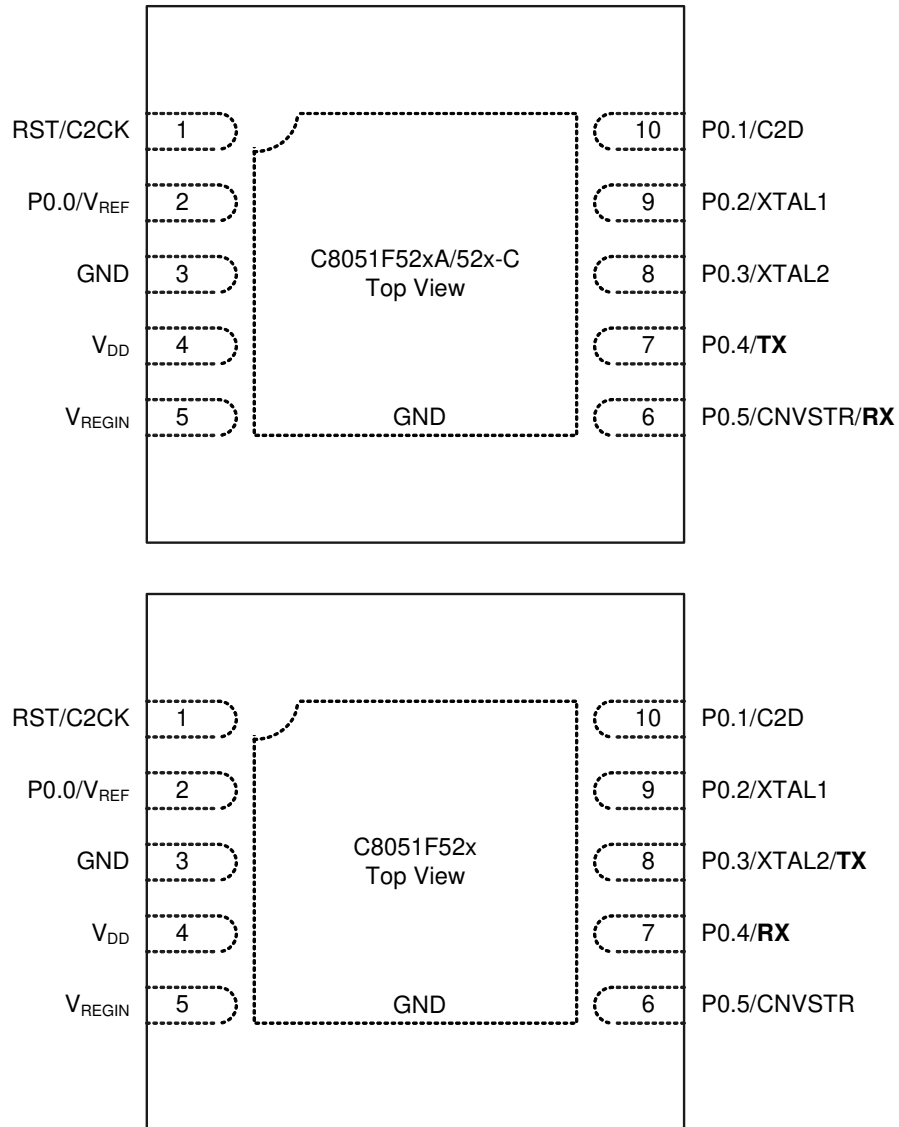 RST/C2CK 1 10 P0.1/C2D
P0.0/VREF 2 9 P0.2/XTAL1
GND 3 C8051F52xA/52x-C 8 P0.3/XTAL2
Top View
VDD 4 7 P0.4/TX
VREGIN 5 GND 6 P0.5/CNVSTR/RX
RST/C2CK 1 10 P0.1/C2D
P0.0/VREF 2 9 P0.2/XTAL1
GND 3 C8051F52x 8 P0.3/XTAL2/TX
Top View
VDD 4 7 P0.4/RX
VREGIN 5 GND 6 P0.5/CNVSTR